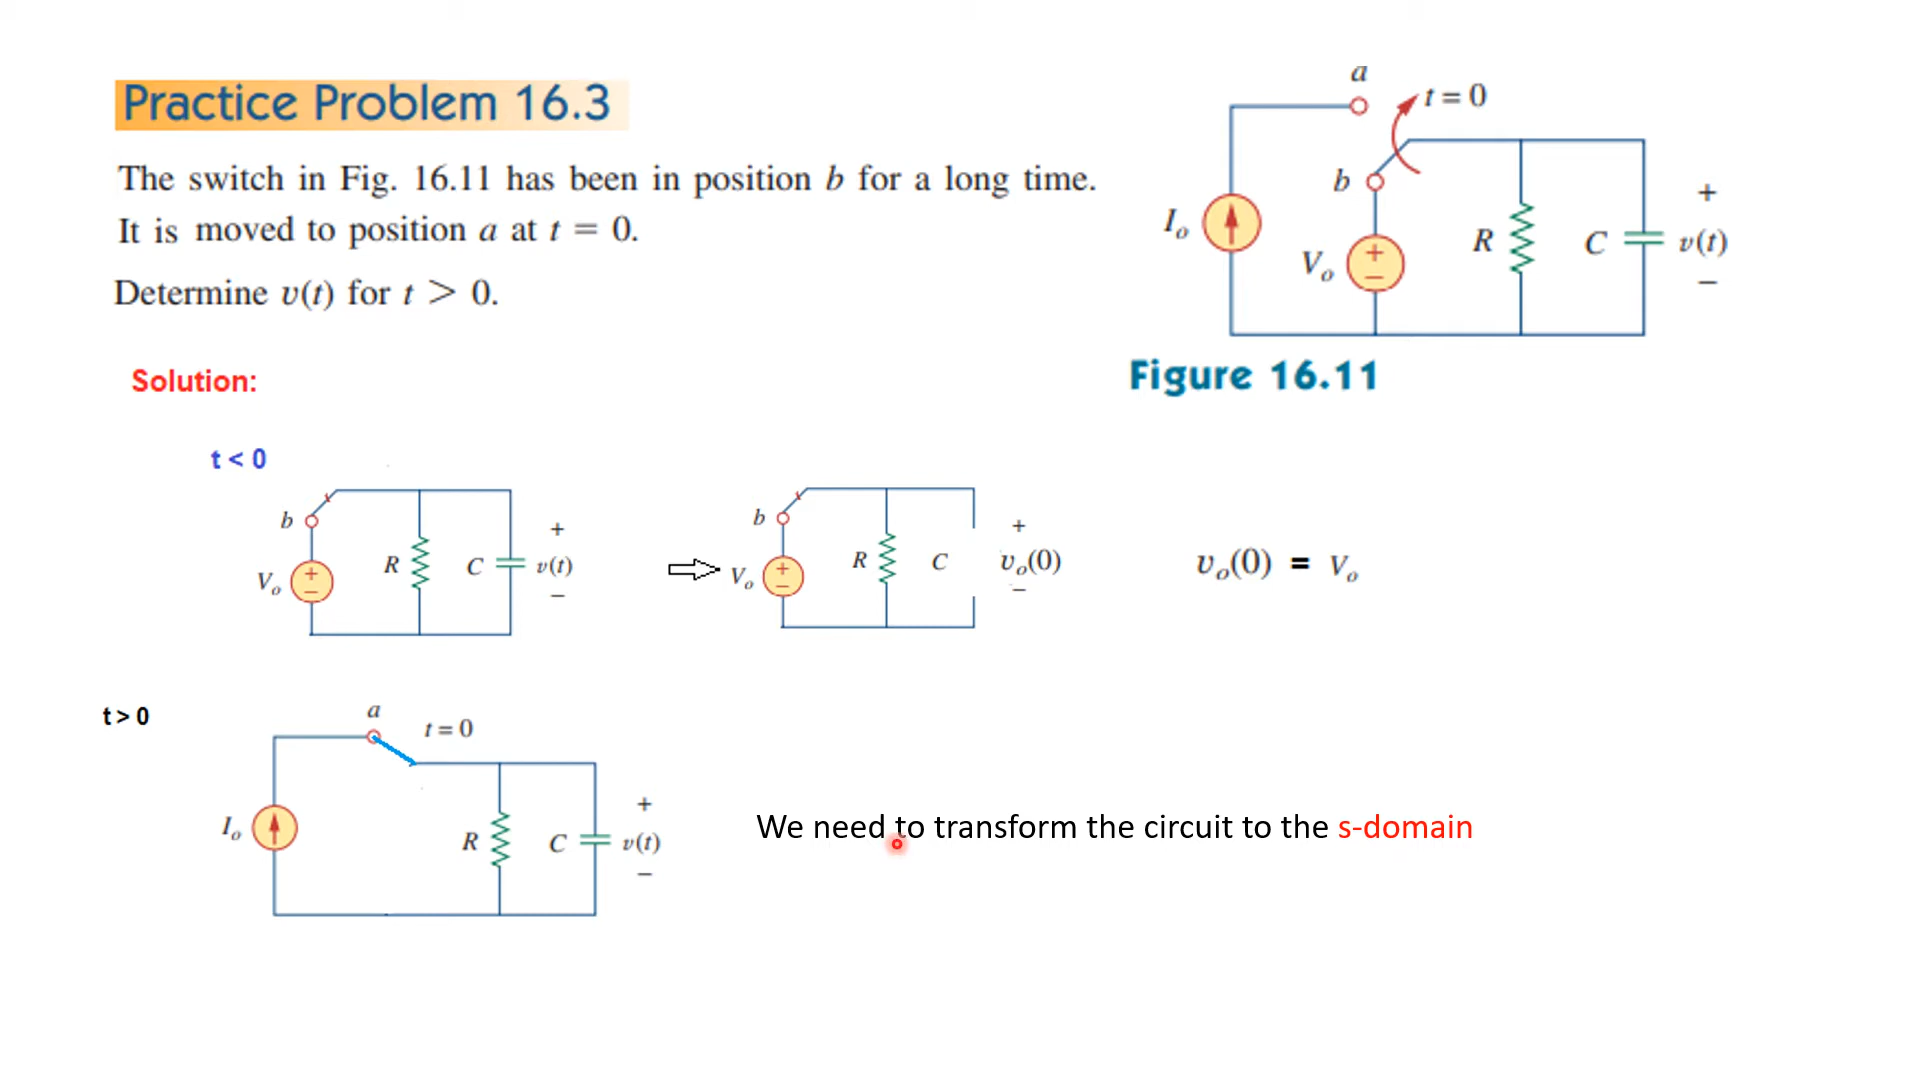 Practice Problem 16.3
The switch in Fig. 16.11 has been in position b for a long time.
It is moved to position a at t = 0.
Determine v(t) for t > 0.
a
t = 0
b
+
I_o
R
C
v(t)
V_o
+
−
−
Figure 16.11
Solution:
t < 0
b
+
R
C
v(t)
V_o
+
−
−
b
+
R
C
v_o(0)
V_o
+
−
−
v_o(0) = V_o
t > 0
a
t = 0
+
I_o
R
C
v(t)
−
We need to transform the circuit to the s-domain